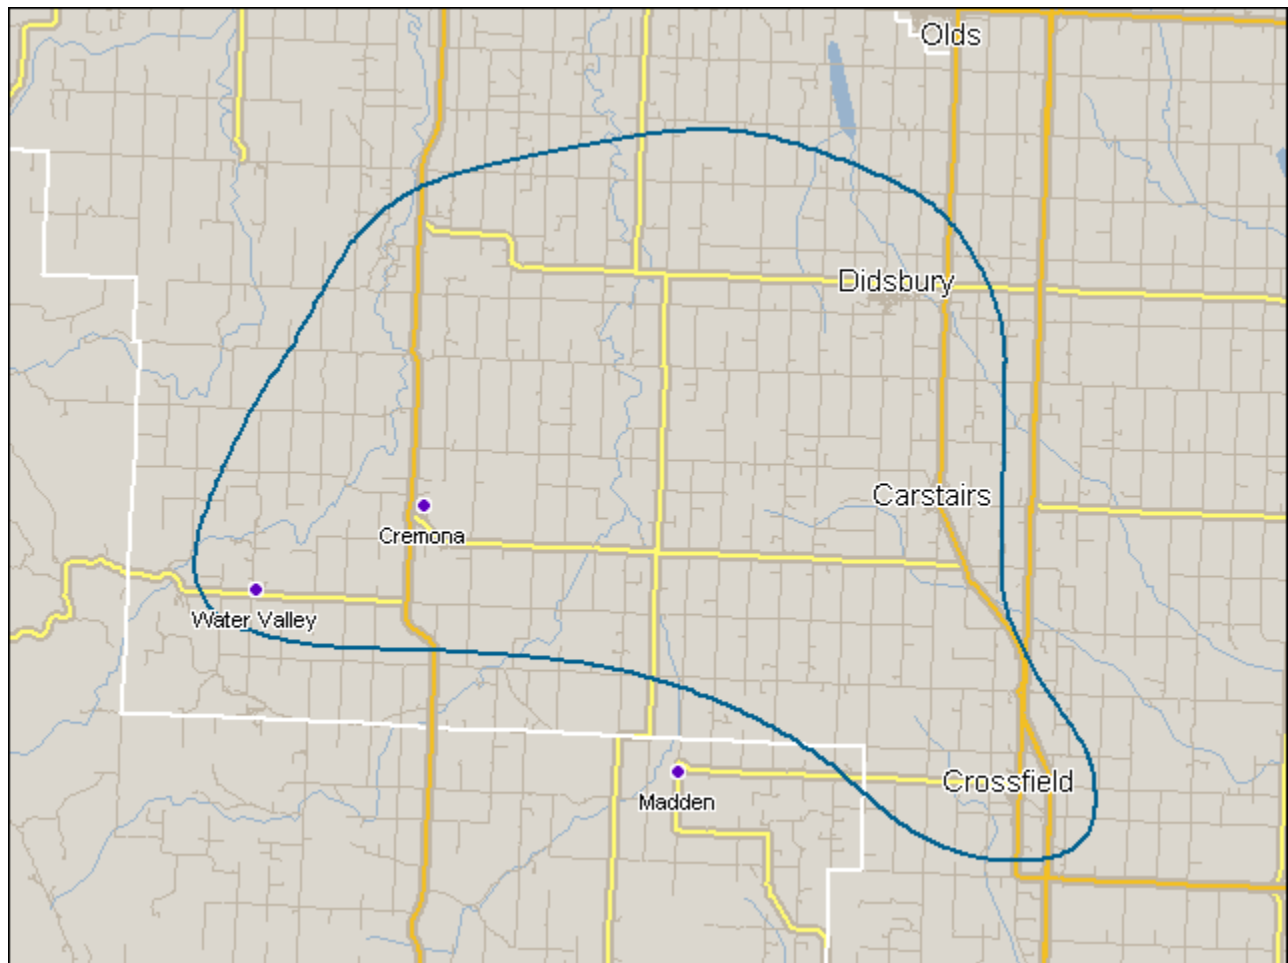 Olds
Didsbury
Carstairs
Cremona
Water Valley
Crossfield
Madden